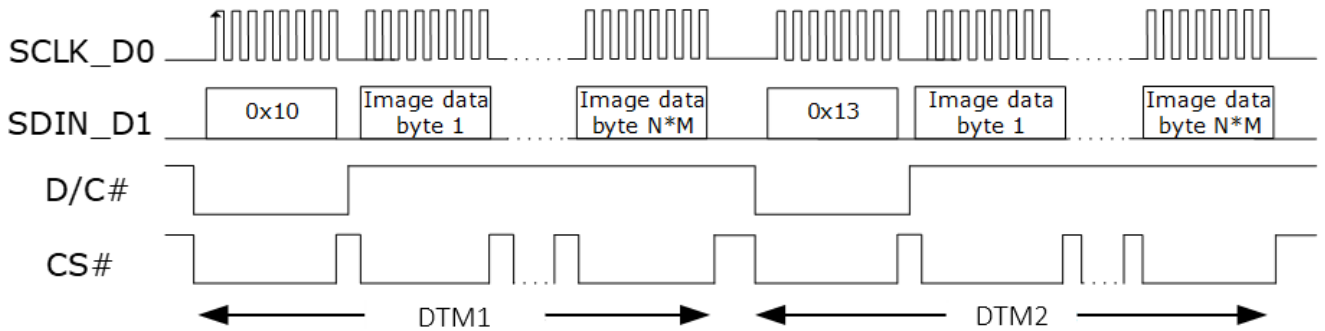 SCLK_D0
SDIN_D1
0x10
Image data
byte 1
Image data
byte N*M
0x13
Image data
byte 1
Image data
byte N*M
D/C#
CS#
DTM1
DTM2